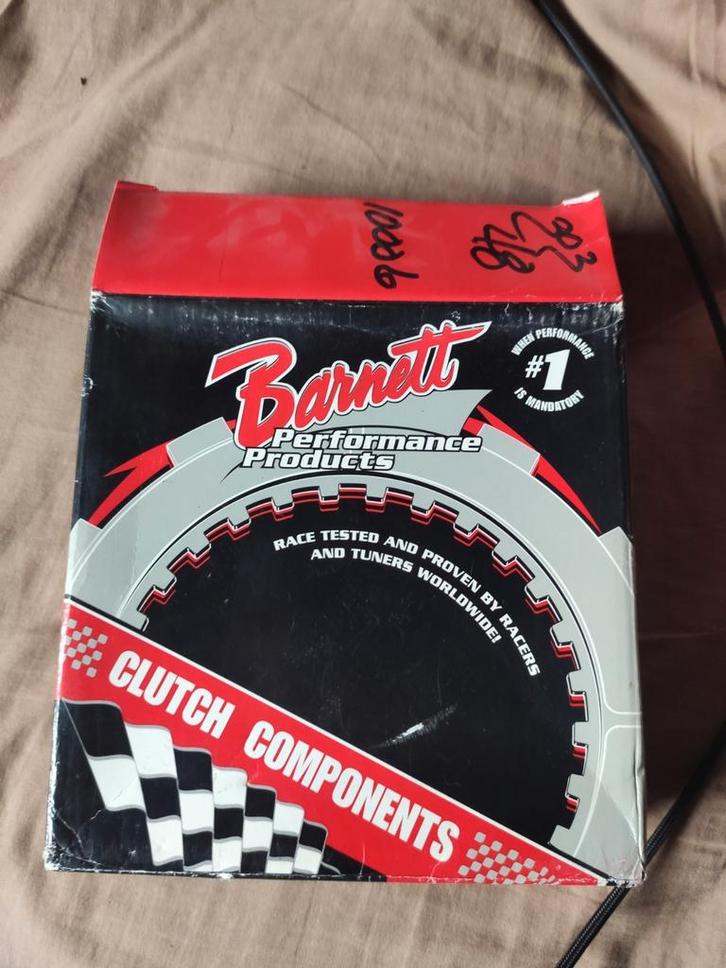 Barnett
Performance
Products
WHEN PERFORMANCE
#1
IS MANDATORY
RACE TESTED AND PROVEN BY RACERS
AND TUNERS WORLDWIDE!
CLUTCH COMPONENTS